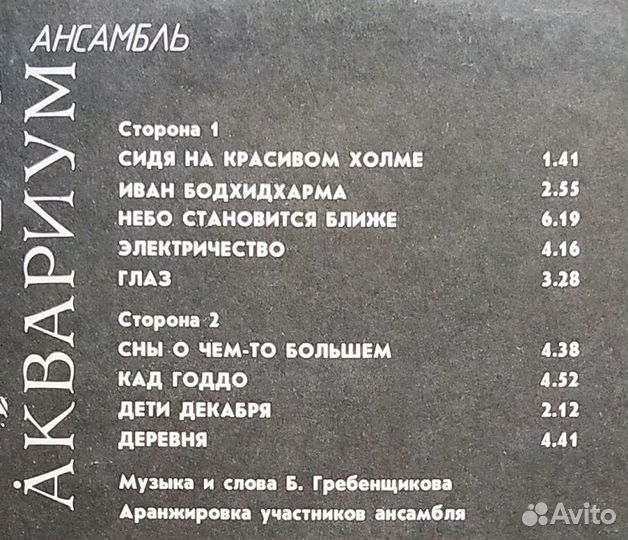 АНСАМБЛЬ
АКВАРИУМ
Сторона 1
СИДЯ НА КРАСИВОМ ХОЛМЕ 1.41
ИВАН БОДХИДХАРМА 2.55
НЕБО СТАНОВИТСЯ БЛИЖЕ 6.19
ЭЛЕКТРИЧЕСТВО 4.16
ГЛАЗ 3.28
Сторона 2
СНЫ О ЧЕМ-ТО БОЛЬШЕМ 4.38
КАД ГОДДО 4.52
ДЕТИ ДЕКАБРЯ 2.12
ДЕРЕВНЯ 4.41
Музыка и слова Б. Гребенщикова
Аранжировка участников ансамбля
Avito